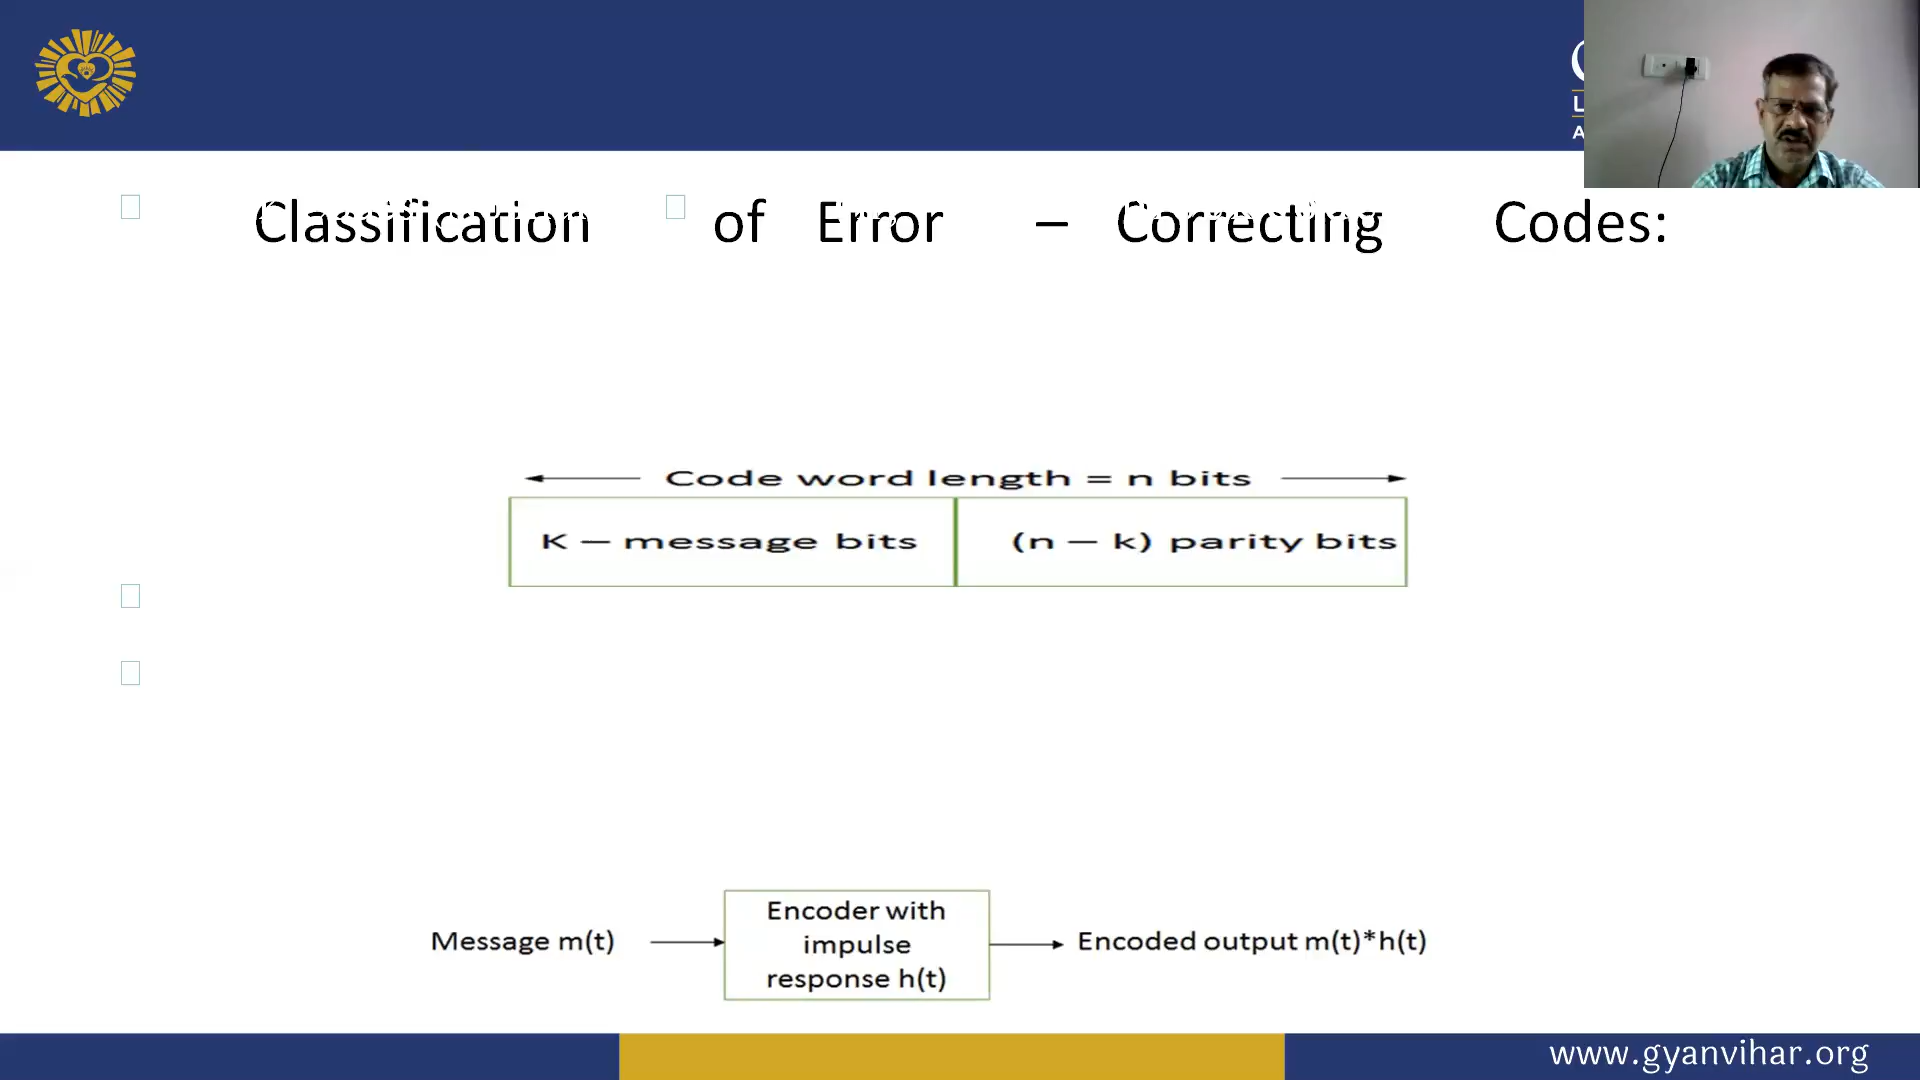 Classification of Error – Correcting Codes:
Code word length = n bits
K – message bits (n – k) parity bits
Message m(t)
Encoder with
impulse
response h(t)
Encoded output m(t)*h(t)
www.gyanvihar.org